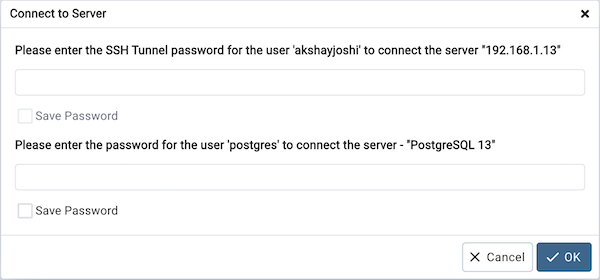 Connect to Server
Please enter the SSH Tunnel password for the user 'akshayjoshi' to connect the server "192.168.1.13"
Save Password
Please enter the password for the user 'postgres' to connect the server - "PostgreSQL 13"
Save Password
Cancel
OK